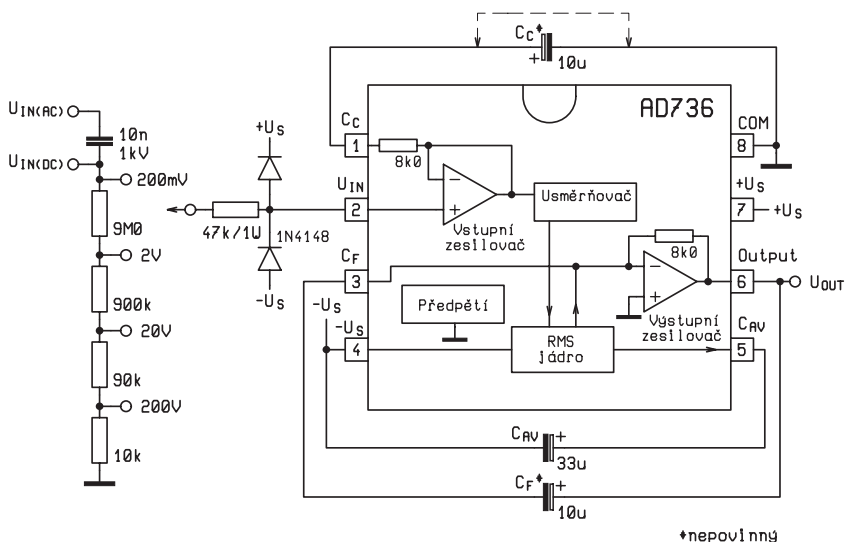 CC*
+
10u
AD736
UIN(AC)
10n
1kV
UIN(DC)
200mV
9M0
2V
900k
20V
90k
200V
10k
+US
47k/1W
1N4148
-US
CC
1
8k0
UIN
2
-
+
Vstupní
zesilovač
Usměrňovač
CF
3
-US
-US
4
Předpětí
RMS
jádro
8k0
-
+
Výstupní
zesilovač
COM
8
+US
7
+US
Output
6
UOUT
CAV
5
CAV
+
33u
CF*
+
10u
*nepovinný